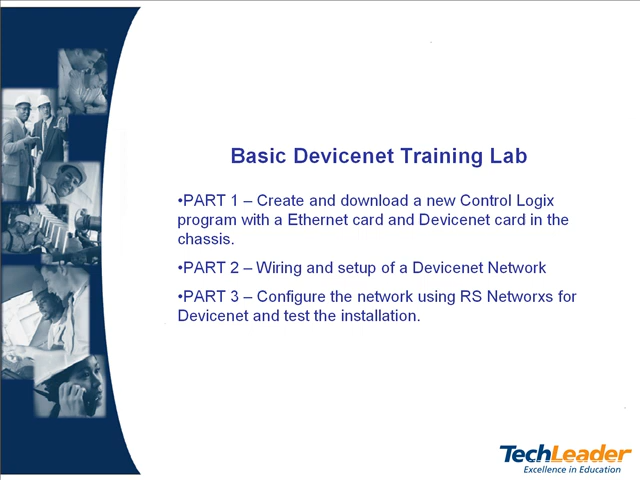 Basic Devicenet Training Lab
•PART 1 – Create and download a new Control Logix
program with a Ethernet card and Devicenet card in the
chassis.
•PART 2 – Wiring and setup of a Devicenet Network
•PART 3 – Configure the network using RS Networxs for
Devicenet and test the installation.
TechLeader
Excellence in Education